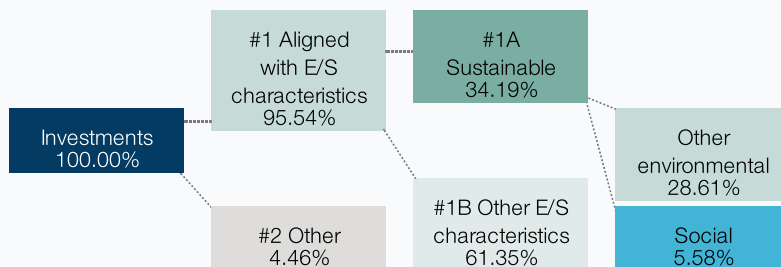 Investments
100.00%
#1 Aligned
with E/S
characteristics
95.54%
#2 Other
4.46%
#1A
Sustainable
34.19%
#1B Other E/S
characteristics
61.35%
Other
environmental
28.61%
Social
5.58%